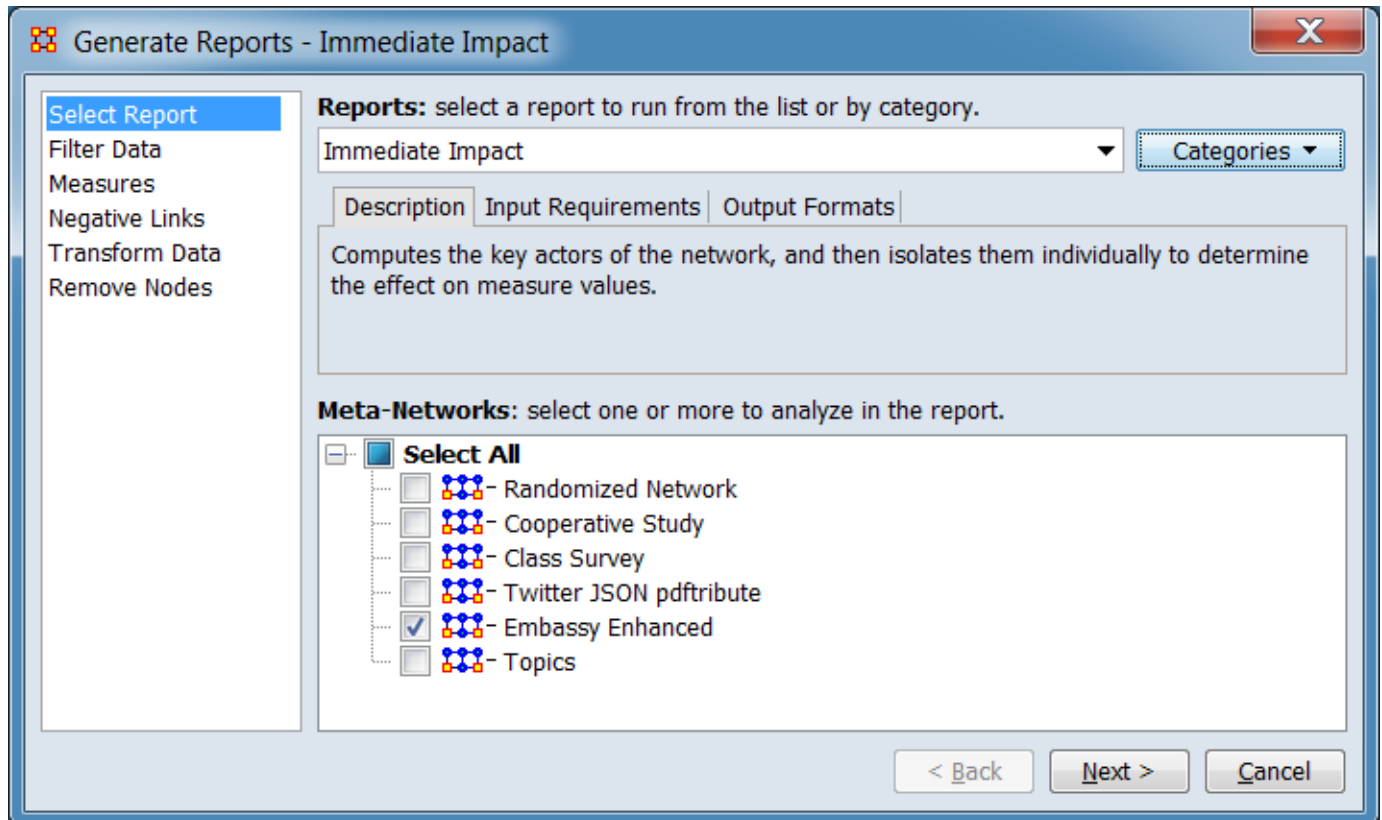 Generate Reports - Immediate Impact
Select Report
Filter Data
Measures
Negative Links
Transform Data
Remove Nodes
Reports: select a report to run from the list or by category.
Immediate Impact
Categories
Description Input Requirements Output Formats
Computes the key actors of the network, and then isolates them individually to determine
the effect on measure values.
Meta-Networks: select one or more to analyze in the report.
Select All
Randomized Network
Cooperative Study
Class Survey
Twitter JSON pdftribute
Embassy Enhanced
Topics
< Back Next > Cancel